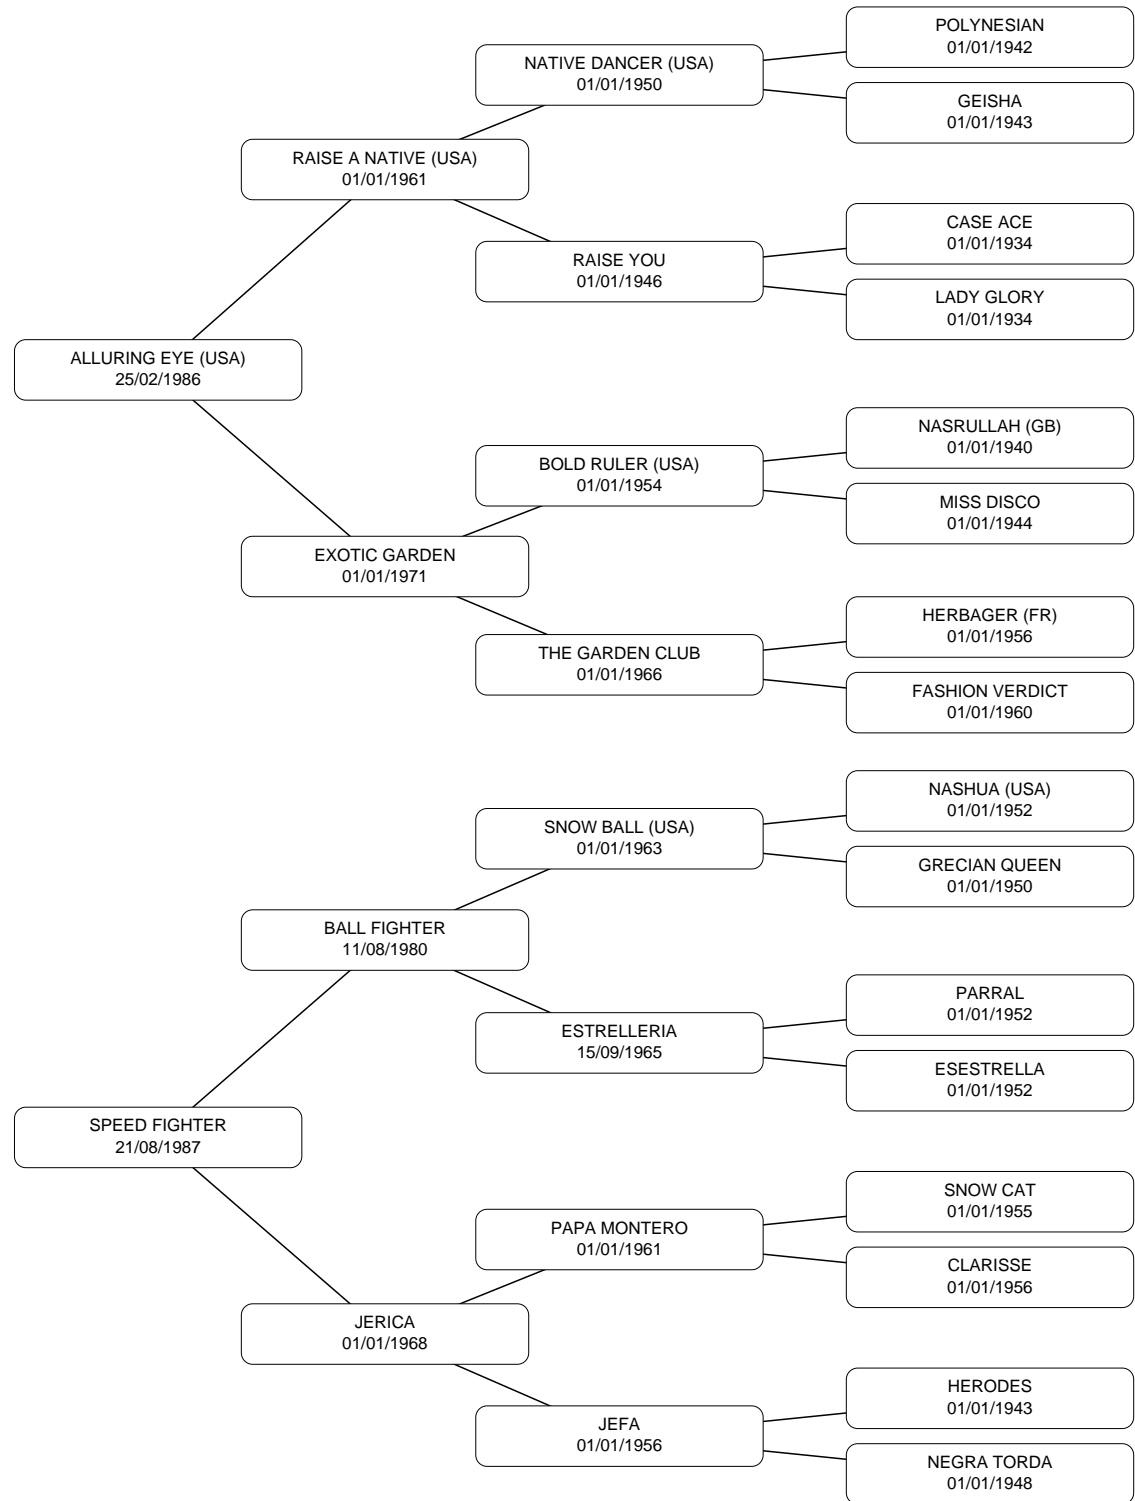 POLYNESIAN
01/01/1942
NATIVE DANCER (USA)
01/01/1950
GEISHA
01/01/1943
RAISE A NATIVE (USA)
01/01/1961
CASE ACE
01/01/1934
RAISE YOU
01/01/1946
LADY GLORY
01/01/1934
ALLURING EYE (USA)
25/02/1986
NASRULLAH (GB)
01/01/1940
BOLD RULER (USA)
01/01/1954
MISS DISCO
01/01/1944
EXOTIC GARDEN
01/01/1971
HERBAGER (FR)
01/01/1956
THE GARDEN CLUB
01/01/1966
FASHION VERDICT
01/01/1960
NASHUA (USA)
01/01/1952
SNOW BALL (USA)
01/01/1963
GRECIAN QUEEN
01/01/1950
BALL FIGHTER
11/08/1980
PARRAL
01/01/1952
ESTRELLERIA
15/09/1965
ESESTRELLA
01/01/1952
SPEED FIGHTER
21/08/1987
SNOW CAT
01/01/1955
PAPA MONTERO
01/01/1961
CLARISSE
01/01/1956
JERICA
01/01/1968
HERODES
01/01/1943
JEFA
01/01/1956
NEGRA TORDA
01/01/1948